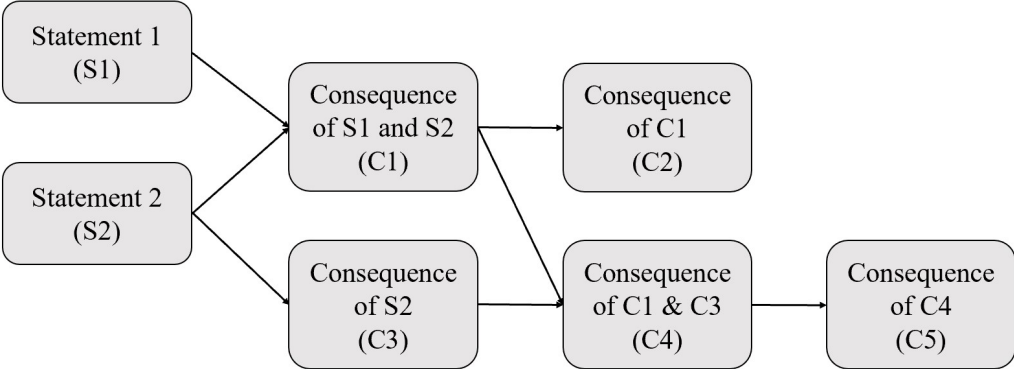 Statement 1
(S1)
Statement 2
(S2)
Consequence
of S1 and S2
(C1)
Consequence
of C1
(C2)
Consequence
of S2
(C3)
Consequence
of C1 & C3
(C4)
Consequence
of C4
(C5)